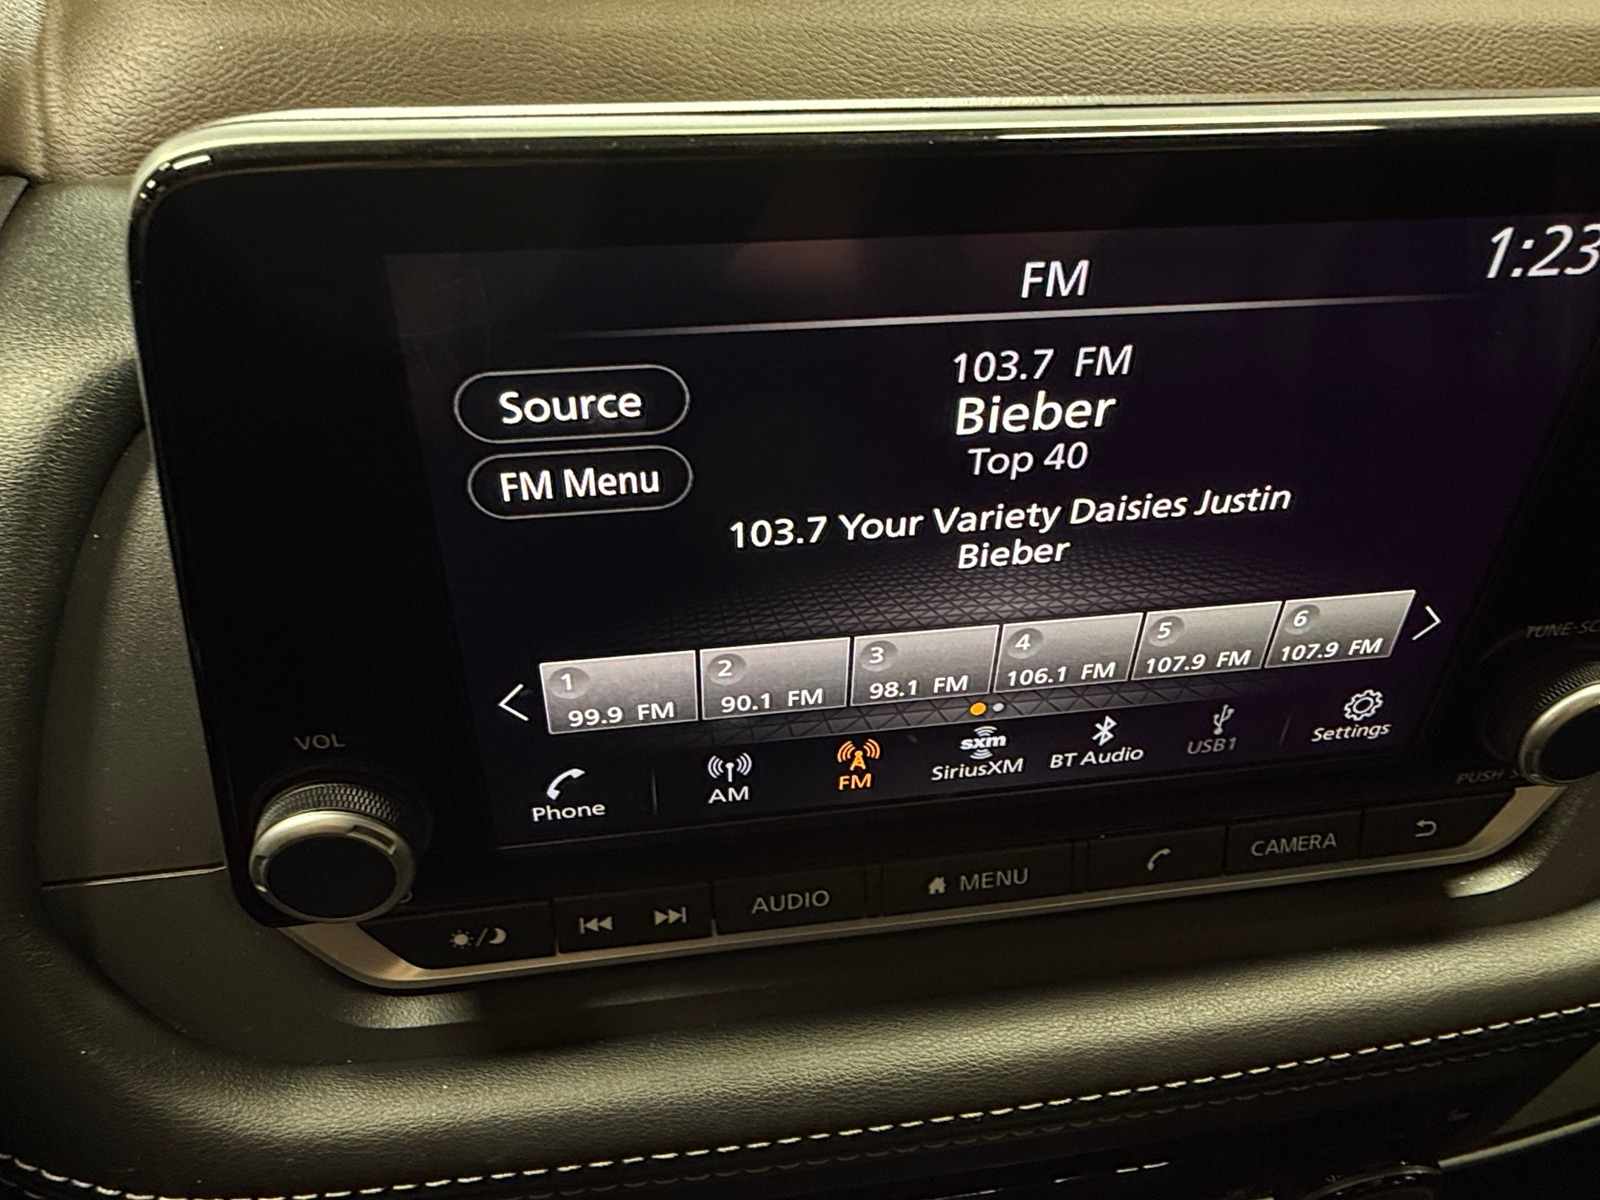 FM
1:23
Source
103.7 FM
Bieber
Top 40
FM Menu
103.7 Your Variety Daisies Justin
Bieber
1
99.9 FM
2
90.1 FM
3
98.1 FM
4
106.1 FM
5
107.9 FM
6
107.9 FM
VOL
Phone
AM
FM
sxm
SiriusXM
BT Audio
USB1
Settings
PUSH
AUDIO
MENU
CAMERA